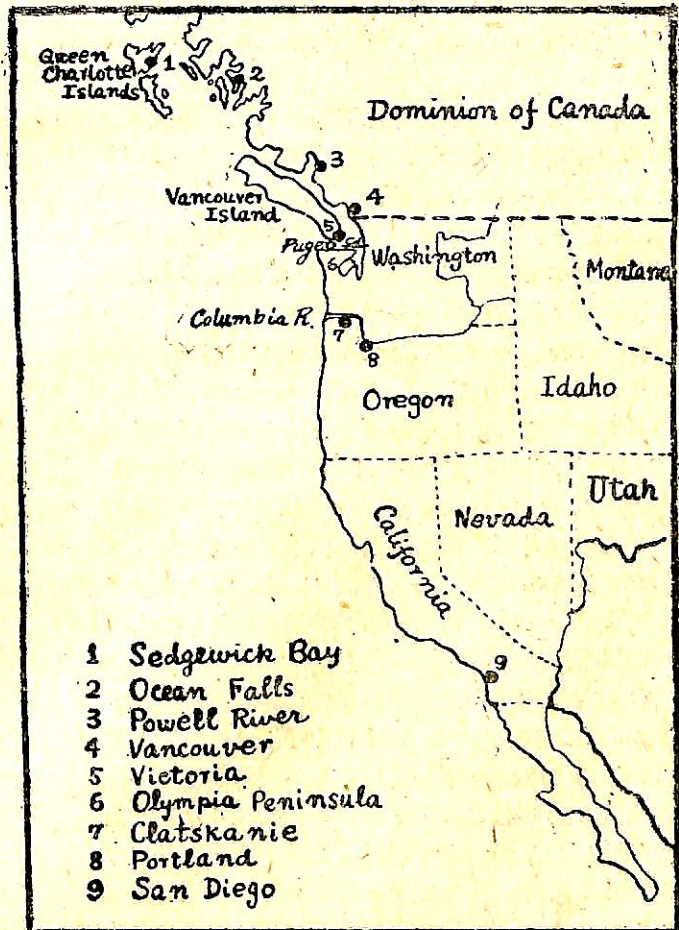 Queen
Charlotte
Islands
1
2
Dominion of Canada
3
Vancouver
Island
4
5
6
Washington
Montana
Columbia R.
7
8
Oregon
Idaho
Utah
California
Nevada
9
1 Sedgewick Bay
2 Ocean Falls
3 Powell River
4 Vancouver
5 Victoria
6 Olympia Peninsula
7 Clatskanie
8 Portland
9 San Diego